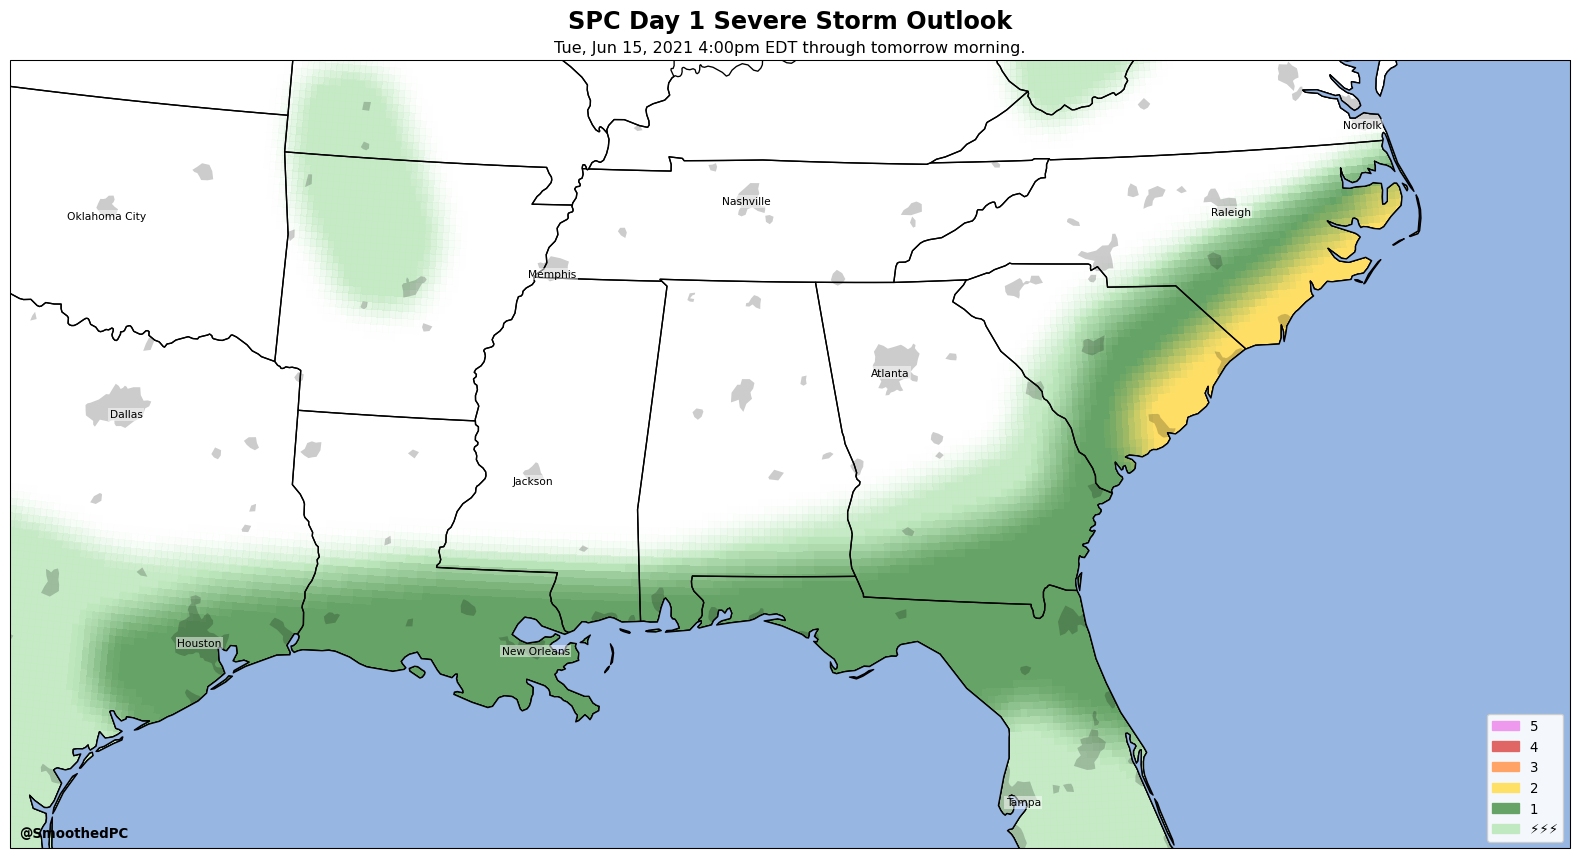 SPC Day 1 Severe Storm Outlook
Tue, Jun 15, 2021 4:00pm EDT through tomorrow morning.
Norfolk
Nashville
Raleigh
Oklahoma City
Memphis
Atlanta
Dallas
Jackson
Houston
New Orleans
Tampa
5
4
3
2
1
⚡⚡⚡
@SmoothedPC